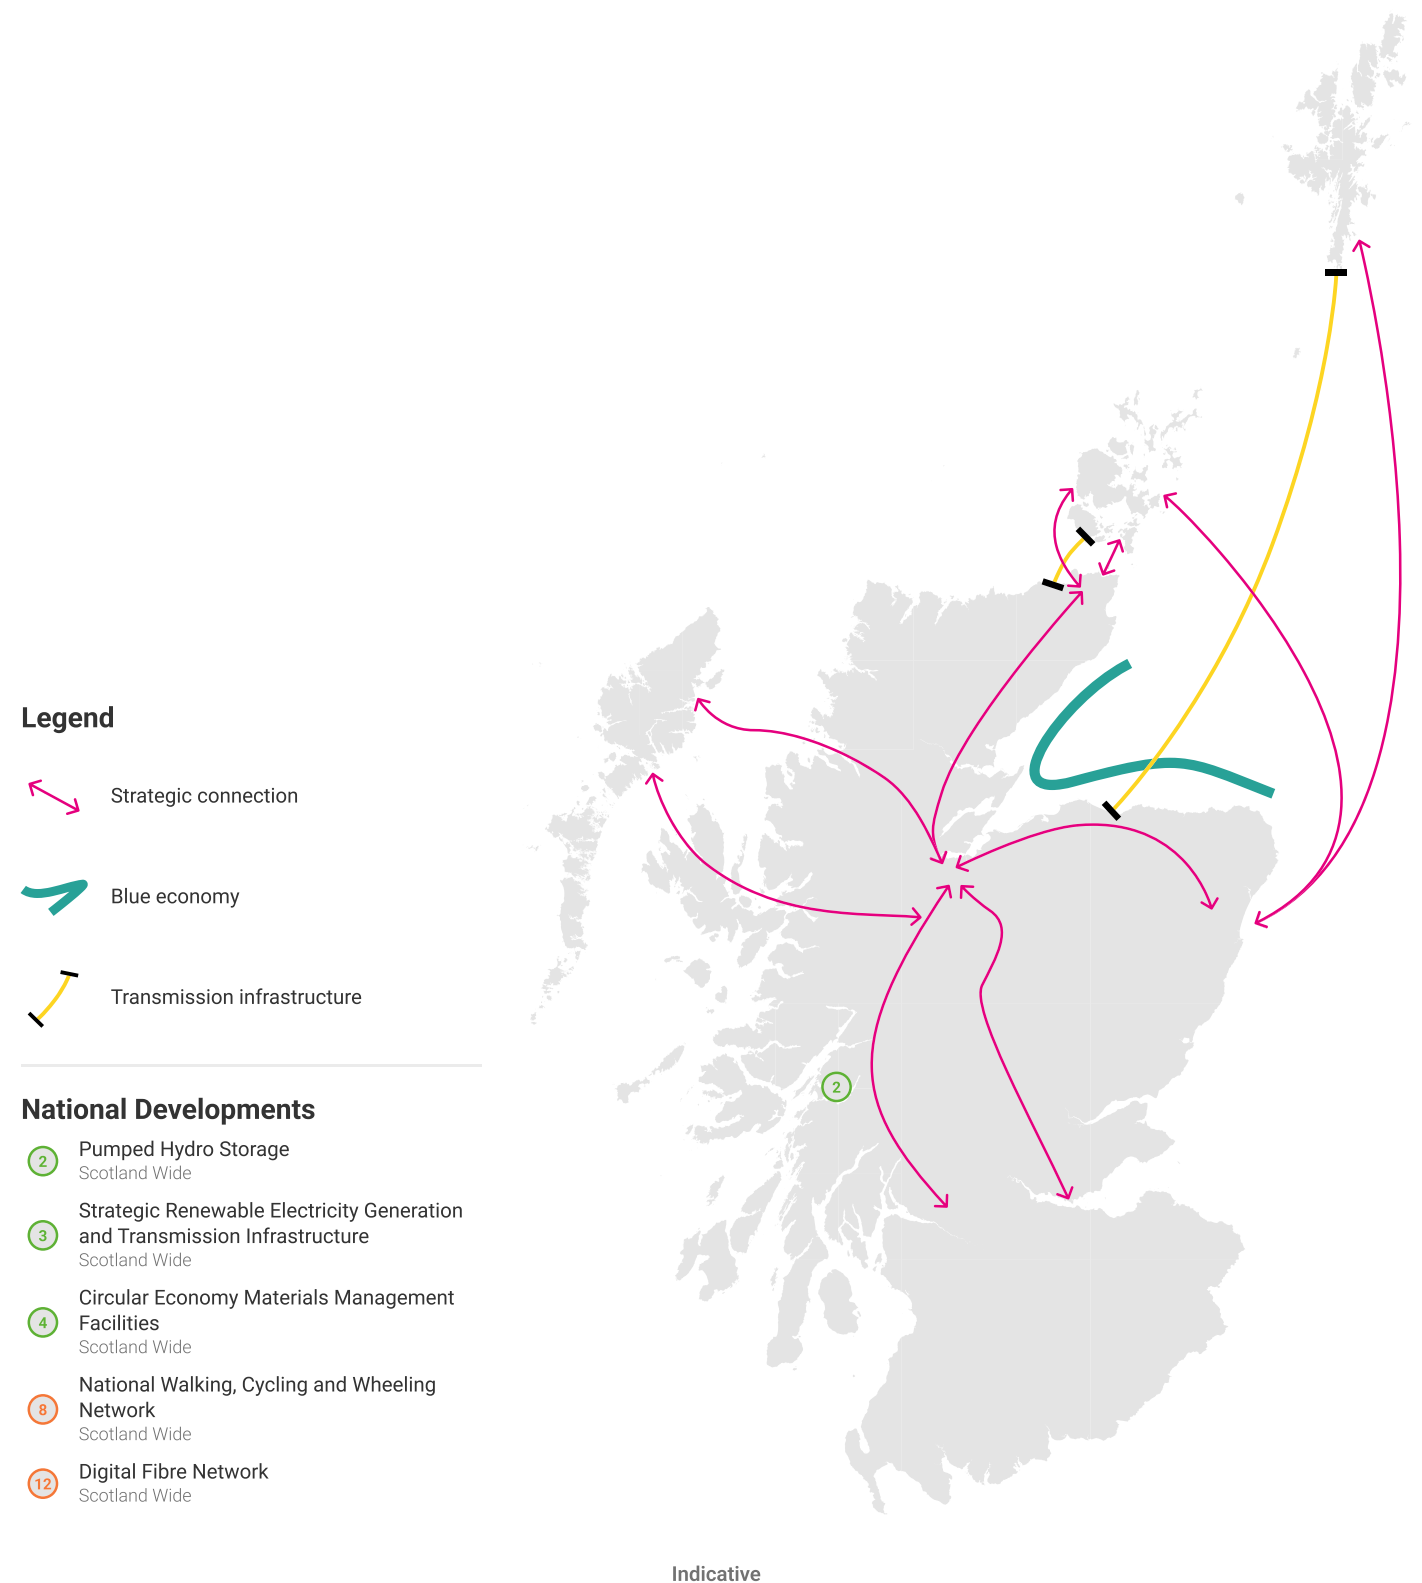 Legend
Strategic connection
Blue economy
Transmission infrastructure
National Developments
2 Pumped Hydro Storage
Scotland Wide
3 Strategic Renewable Electricity Generation
and Transmission Infrastructure
Scotland Wide
4 Circular Economy Materials Management
Facilities
Scotland Wide
8 National Walking, Cycling and Wheeling
Network
Scotland Wide
12 Digital Fibre Network
Scotland Wide
2
Indicative